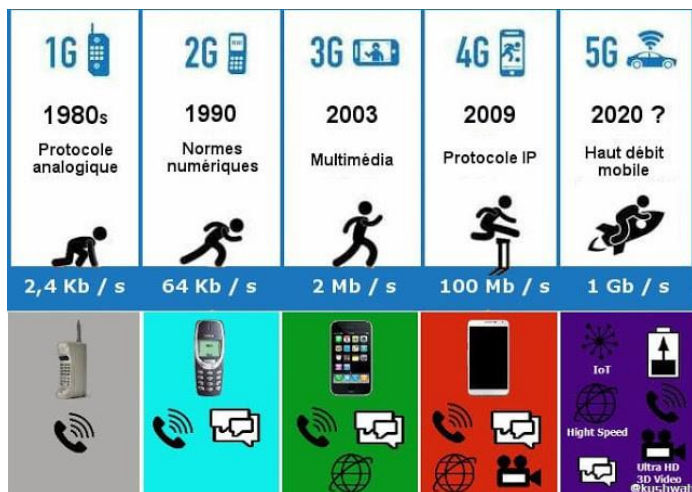 1G
2G
3G
4G
5G
1980s
1990
2003
2009
2020 ?
Protocole
analogique
Normes
numériques
Multimédia
Protocole IP
Haut débit
mobile
2,4 Kb / s
64 Kb / s
2 Mb / s
100 Mb / s
1 Gb / s
IoT
Hight Speed
Ultra HD
3D Video
@kushwah